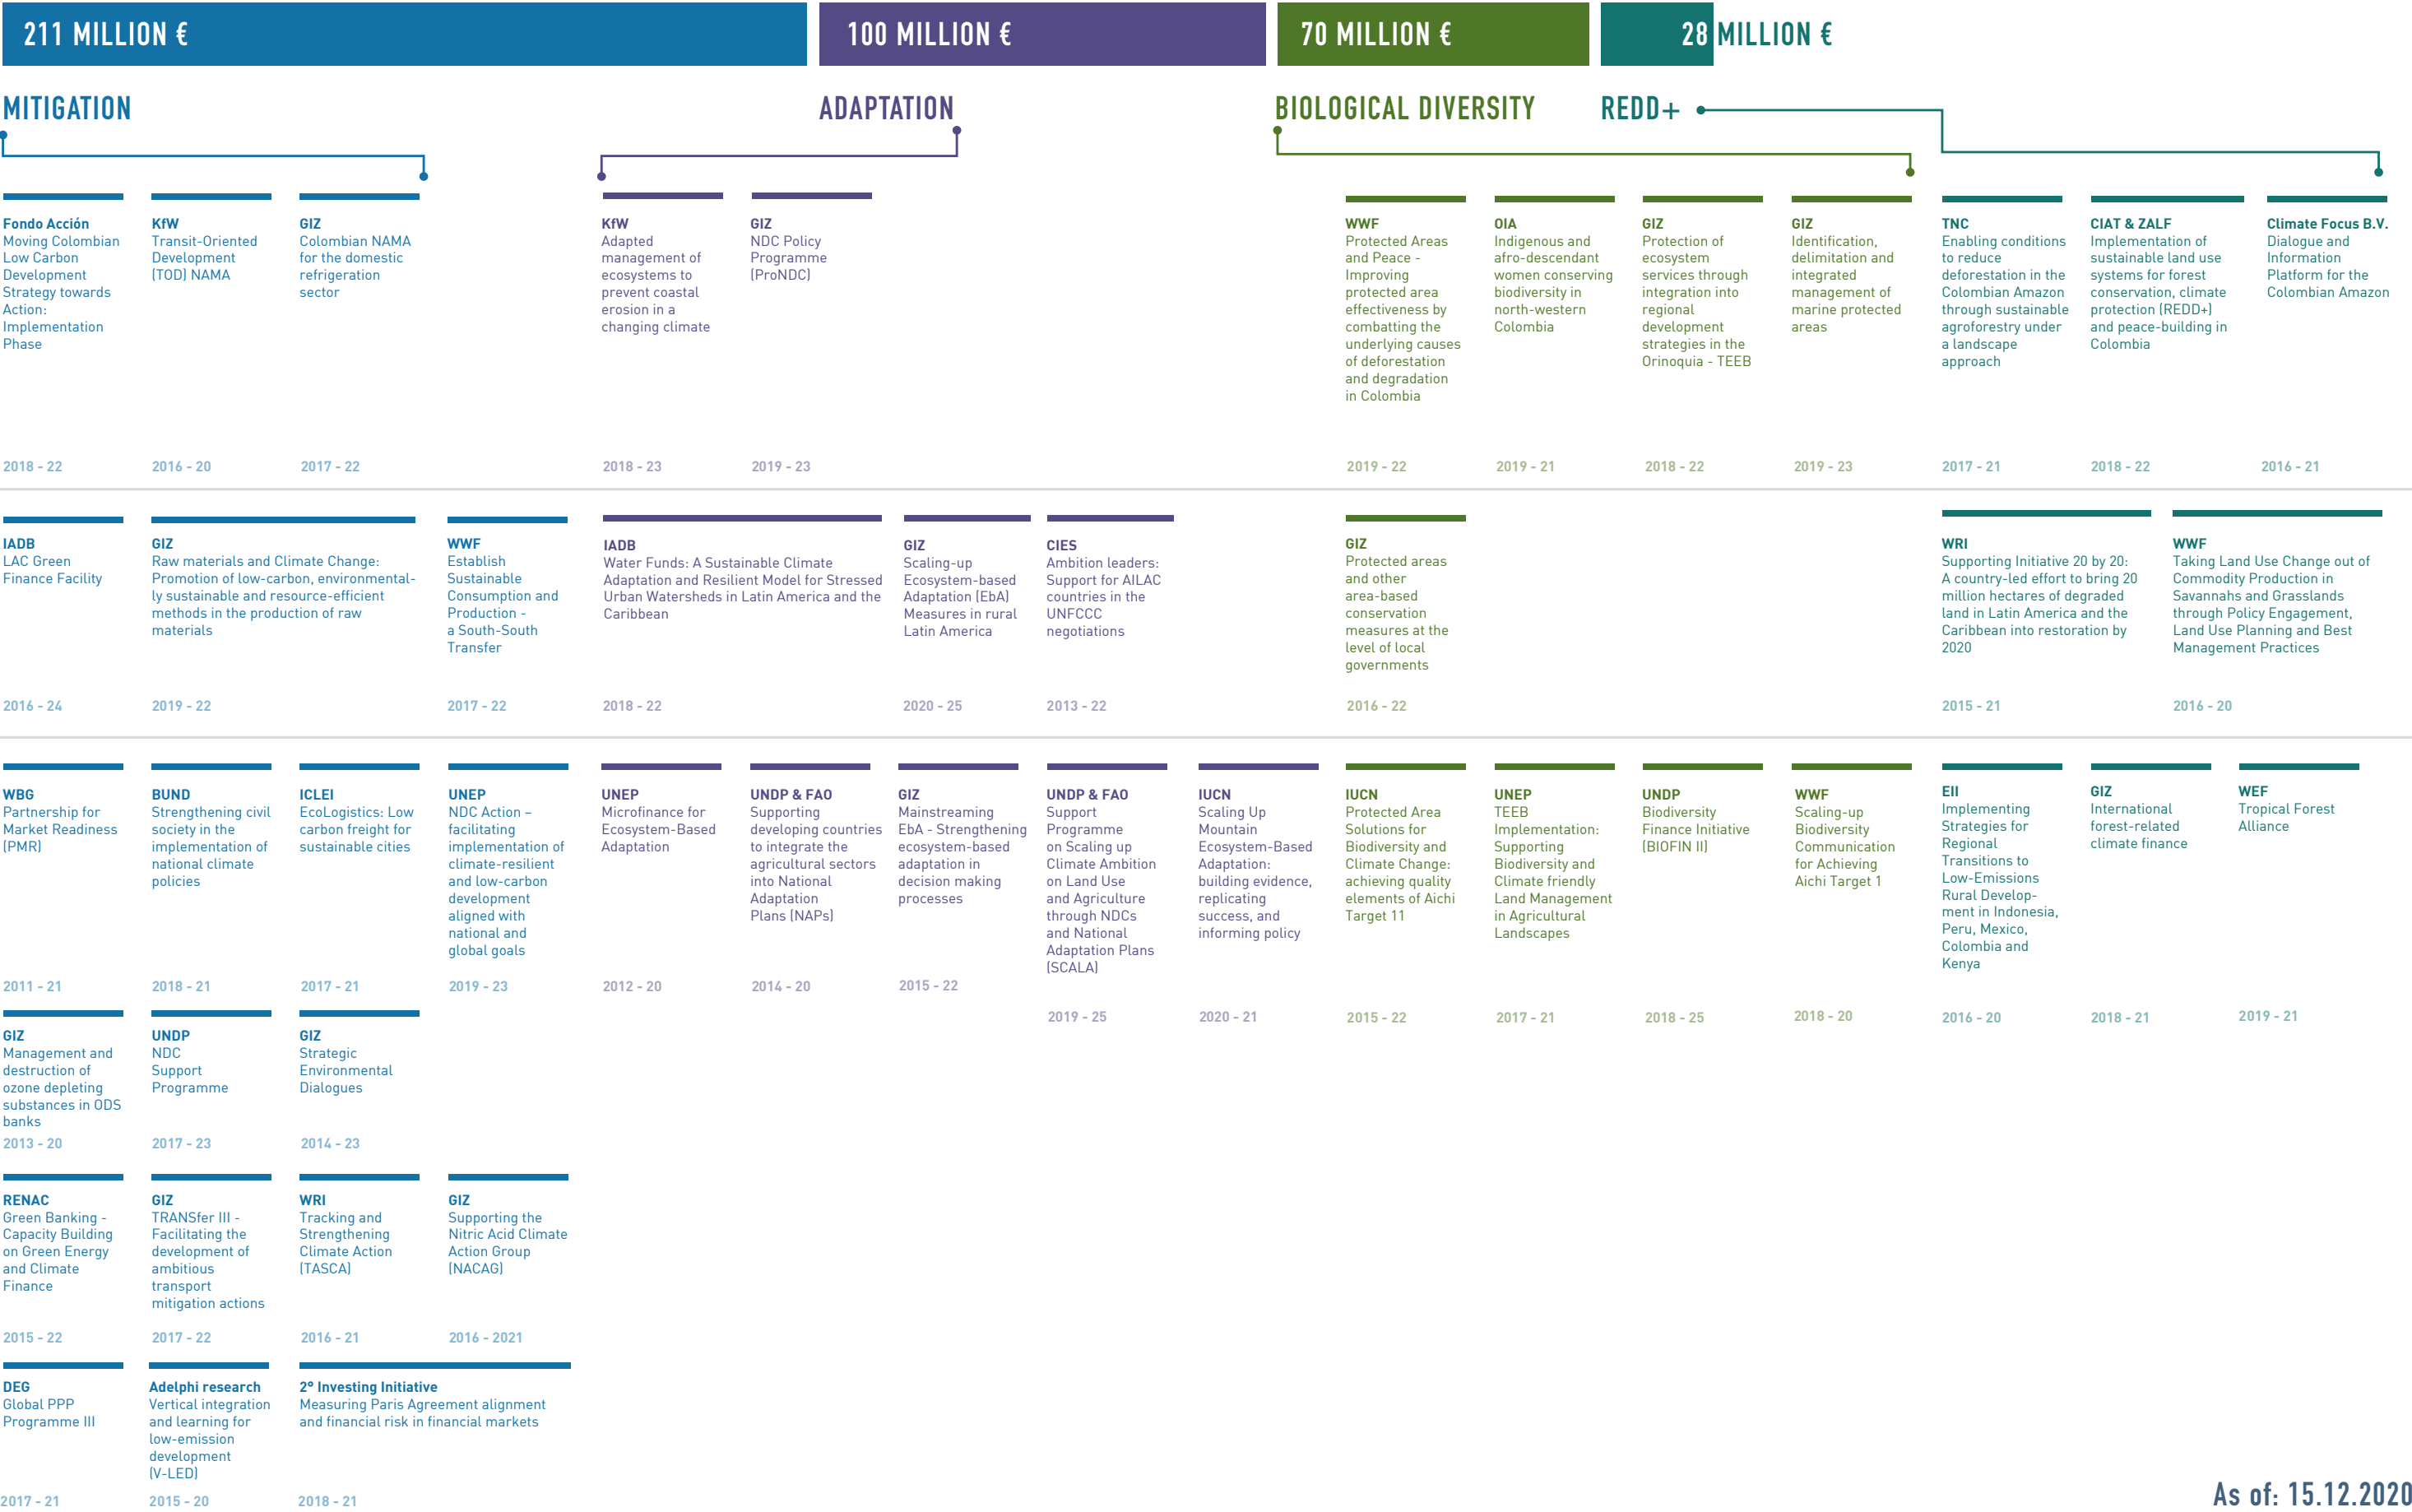 211 MILLION €
100 MILLION €
70 MILLION €
28 MILLION €
MITIGATION
ADAPTATION
BIOLOGICAL DIVERSITY
REDD+
Fondo Acción
Moving Colombian
Low Carbon
Development
Strategy towards
Action:
Implementation
Phase
2018 - 22
KfW
Transit-Oriented
Development
(TOD) NAMA
2016 - 20
GIZ
Colombian NAMA
for the domestic
refrigeration
sector
2017 - 22
KfW
Adapted
management of
ecosystems to
prevent coastal
erosion in a
changing climate
2018 - 23
GIZ
NDC Policy
Programme
(ProNDC)
2019 - 23
WWF
Protected Areas
and Peace -
Improving
protected area
effectiveness by
combatting the
underlying causes
of deforestation
and degradation
in Colombia
2019 - 22
OIA
Indigenous and
afro-descendant
women conserving
biodiversity in
north-western
Colombia
2019 - 21
GIZ
Protection of
ecosystem
services through
integration into
regional
development
strategies in the
Orinoquia - TEEB
2018 - 22
GIZ
Identification,
delimitation and
integrated
management of
marine protected
areas
2019 - 23
TNC
Enabling conditions
to reduce
deforestation in the
Colombian Amazon
through sustainable
agroforestry under
a landscape
approach
2017 - 21
CIAT & ZALF
Implementation of
sustainable land use
systems for forest
conservation, climate
protection (REDD+)
and peace-building in
Colombia
2018 - 22
Climate Focus B.V.
Dialogue and
Information
Platform for the
Colombian Amazon
2016 - 21
IADB
LAC Green
Finance Facility
2016 - 24
GIZ
Raw materials and Climate Change:
Promotion of low-carbon, environmental-
ly sustainable and resource-efficient
methods in the production of raw
materials
2019 - 22
WWF
Establish
Sustainable
Consumption and
Production -
a South-South
Transfer
2017 - 22
IADB
Water Funds: A Sustainable Climate
Adaptation and Resilient Model for Stressed
Urban Watersheds in Latin America and the
Caribbean
2018 - 22
GIZ
Scaling-up
Ecosystem-based
Adaptation (EbA)
Measures in rural
Latin America
2020 - 25
CIES
Ambition leaders:
Support for AILAC
countries in the
UNFCCC
negotiations
2013 - 22
GIZ
Protected areas
and other
area-based
conservation
measures at the
level of local
governments
2016 - 22
WRI
Supporting Initiative 20 by 20:
A country-led effort to bring 20
million hectares of degraded
land in Latin America and the
Caribbean into restoration by
2020
2015 - 21
WWF
Taking Land Use Change out of
Commodity Production in
Savannahs and Grasslands
through Policy Engagement,
Land Use Planning and Best
Management Practices
2016 - 20
WBG
Partnership for
Market Readiness
(PMR)
2011 - 21
BUND
Strengthening civil
society in the
implementation of
national climate
policies
2018 - 21
ICLEI
EcoLogistics: Low
carbon freight for
sustainable cities
2017 - 21
UNEP
NDC Action –
facilitating
implementation of
climate-resilient
and low-carbon
development
aligned with
national and
global goals
2019 - 23
UNEP
Microfinance for
Ecosystem-Based
Adaptation
2012 - 20
UNDP & FAO
Supporting
developing countries
to integrate the
agricultural sectors
into National
Adaptation
Plans (NAPs)
2014 - 20
GIZ
Mainstreaming
EbA - Strengthening
ecosystem-based
adaptation in
decision making
processes
2015 - 22
UNDP & FAO
Support
Programme
on Scaling up
Climate Ambition
on Land Use
and Agriculture
through NDCs
and National
Adaptation Plans
(SCALA)
2019 - 25
IUCN
Scaling Up
Mountain
Ecosystem-Based
Adaptation:
building evidence,
replicating
success, and
informing policy
2020 - 21
IUCN
Protected Area
Solutions for
Biodiversity and
Climate Change:
achieving quality
elements of Aichi
Target 11
2015 - 22
UNEP
TEEB
Implementation:
Supporting
Biodiversity and
Climate friendly
Land Management
in Agricultural
Landscapes
2017 - 21
UNDP
Biodiversity
Finance Initiative
(BIOFIN II)
2018 - 25
WWF
Scaling-up
Biodiversity
Communication
for Achieving
Aichi Target 1
2018 - 20
EII
Implementing
Strategies for
Regional
Transitions to
Low-Emissions
Rural Develop-
ment in Indonesia,
Peru, Mexico,
Colombia and
Kenya
2016 - 20
GIZ
International
forest-related
climate finance
2018 - 21
WEF
Tropical Forest
Alliance
2019 - 21
GIZ
Management and
destruction of
ozone depleting
substances in ODS
banks
2013 - 20
UNDP
NDC
Support
Programme
2017 - 23
GIZ
Strategic
Environmental
Dialogues
2014 - 23
RENAC
Green Banking -
Capacity Building
on Green Energy
and Climate
Finance
2015 - 22
GIZ
TRANSfer III -
Facilitating the
development of
ambitious
transport
mitigation actions
2017 - 22
WRI
Tracking and
Strengthening
Climate Action
(TASCA)
2016 - 21
GIZ
Supporting the
Nitric Acid Climate
Action Group
(NACAG)
2016 - 2021
DEG
Global PPP
Programme III
2017 - 21
Adelphi research
Vertical integration
and learning for
low-emission
development
(V-LED)
2015 - 20
2° Investing Initiative
Measuring Paris Agreement alignment
and financial risk in financial markets
2018 - 21
As of: 15.12.2020